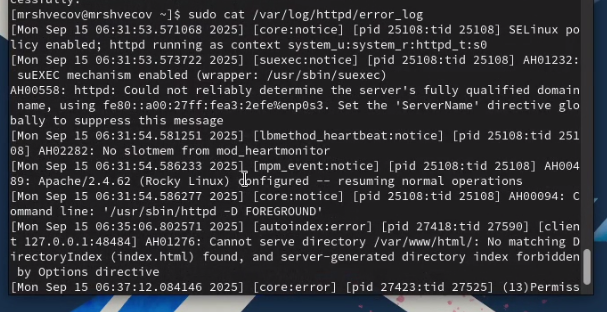 cessfully.
[mrshvecov@mrshvecov ~]$ sudo cat /var/log/httpd/error_log
[Mon Sep 15 06:31:53.571068 2025] [core:notice] [pid 25108:tid 25108] SELinux po
licy enabled; httpd running as context system_u:system_r:httpd_t:s0
[Mon Sep 15 06:31:53.573722 2025] [suexec:notice] [pid 25108:tid 25108] AH01232:
 suEXEC mechanism enabled (wrapper: /usr/sbin/suexec)
AH00558: httpd: Could not reliably determine the server's fully qualified domain
 name, using fe80::a00:27ff:fea3:2efe%enp0s3. Set the 'ServerName' directive glo
bally to suppress this message
[Mon Sep 15 06:31:54.581251 2025] [lbmethod_heartbeat:notice] [pid 25108:tid 251
08] AH02282: No slotmem from mod_heartmonitor
[Mon Sep 15 06:31:54.586233 2025] [mpm_event:notice] [pid 25108:tid 25108] AH004
89: Apache/2.4.62 (Rocky Linux) configured -- resuming normal operations
[Mon Sep 15 06:31:54.586277 2025] [core:notice] [pid 25108:tid 25108] AH00094: C
ommand line: '/usr/sbin/httpd -D FOREGROUND'
[Mon Sep 15 06:35:06.802571 2025] [autoindex:error] [pid 27418:tid 27590] [clien
t 127.0.0.1:48484] AH01276: Cannot serve directory /var/www/html/: No matching D
irectoryIndex (index.html) found, and server-generated directory index forbidden
 by Options directive
[Mon Sep 15 06:37:12.084146 2025] [core:error] [pid 27423:tid 27525] (13)Permiss